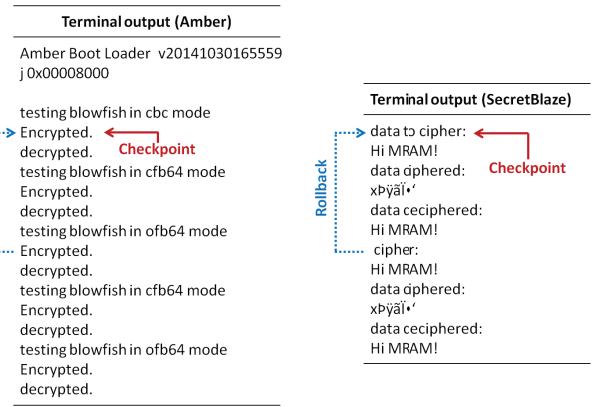 Terminal output (Amber)
Amber Boot Loader v20141030165559
j 0x00008000
testing blowfish in cbc mode
Encrypted.
decrypted.
Checkpoint
testing blowfish in cfb64 mode
Encrypted.
decrypted.
testing blowfish in ofb64 mode
Encrypted.
decrypted.
testing blowfish in cfb64 mode
Encrypted.
decrypted.
testing blowfish in ofb64 mode
Encrypted.
decrypted.
Terminal output (SecretBlaze)
Rollback
data to cipher:
Hi MRAM!
Checkpoint
data ciphered:
xÞÿãÏ•‘
data ceciphered:
Hi MRAM!
cipher:
Hi MRAM!
data ciphered:
xÞÿãÏ•‘
data ceciphered:
Hi MRAM!